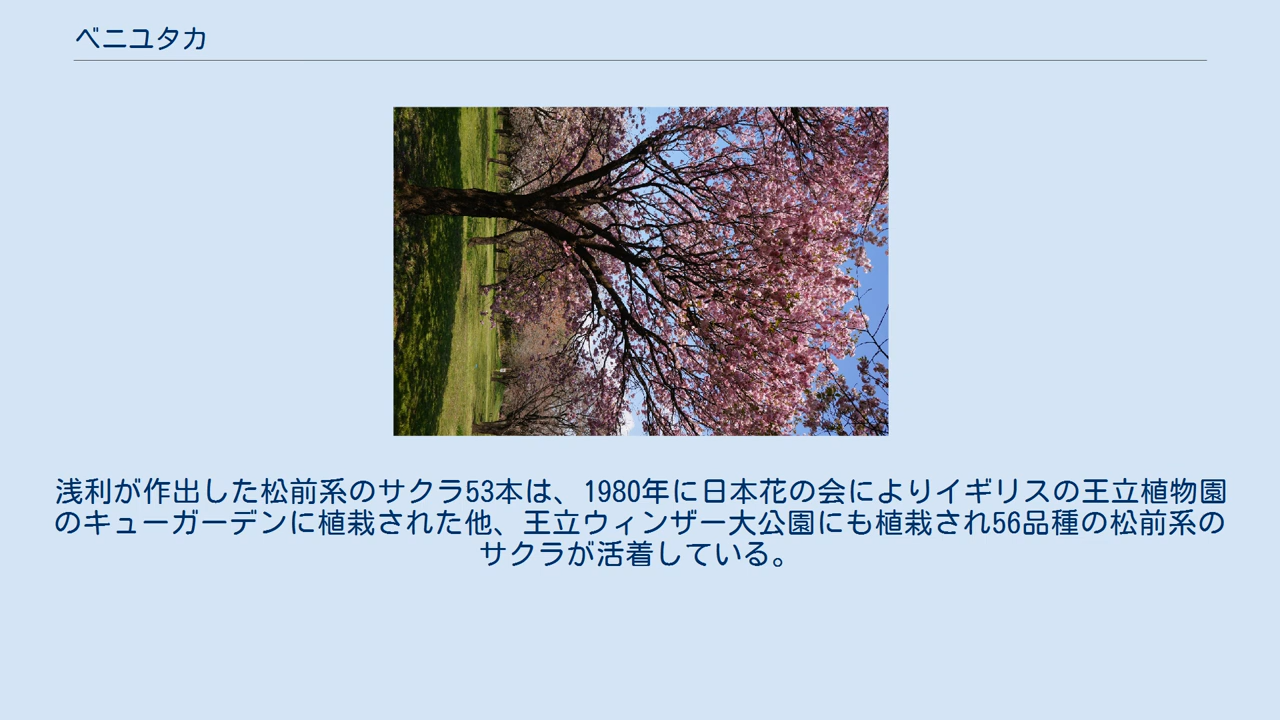 ベニユタカ
浅利が作出した松前系のサクラ53本は、1980年に日本花の会によりイギリスの王立植物園
のキューガーデンに植栽された他、王立ウィンザー大公園にも植栽され56品種の松前系の
サクラが活着している。